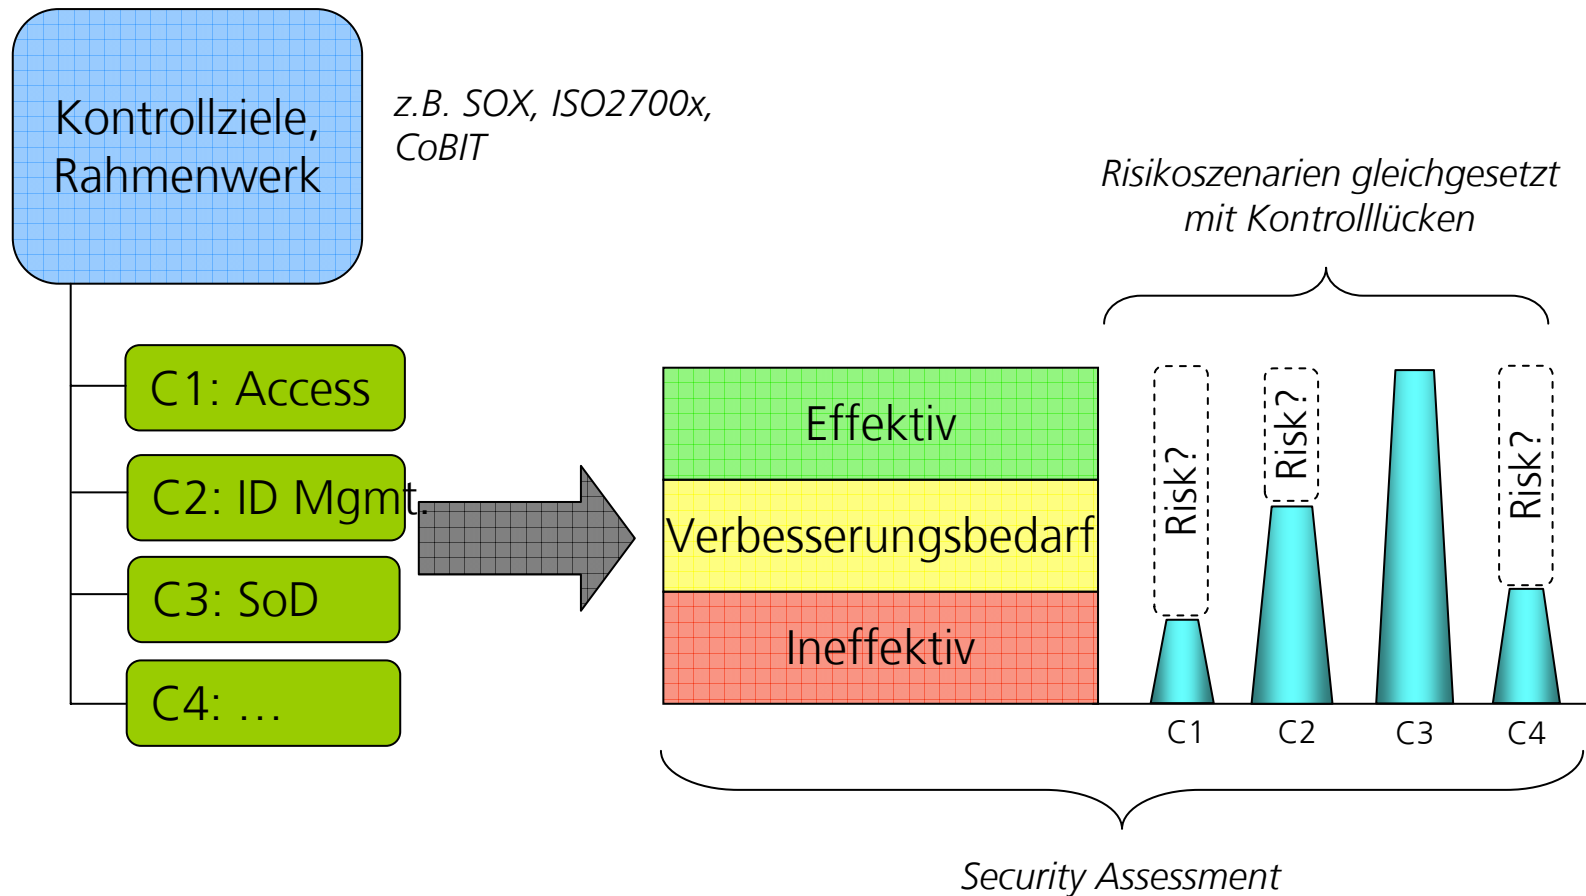 Kontrollziele,
Rahmenwerk
z.B. SOX, ISO2700x,
CoBIT
Risikoszenarien gleichgesetzt
mit Kontrolllücken
C1: Access
C2: ID Mgmt.
C3: SoD
C4: ...
Effektiv
Verbesserungsbedarf
Ineffektiv
Risk?
Risk?
Risk?
C1
C2
C3
C4
Security Assessment